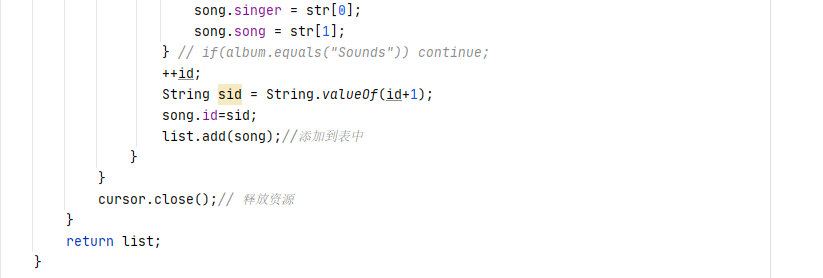 song.singer = str[0];
song.song = str[1];
} // if(album.equals("Sounds")) continue;
++id;
String sid = String.valueOf(id+1);
song.id=sid;
list.add(song);//添加到表中
}
}
cursor.close();// 释放资源
}
return list;
}